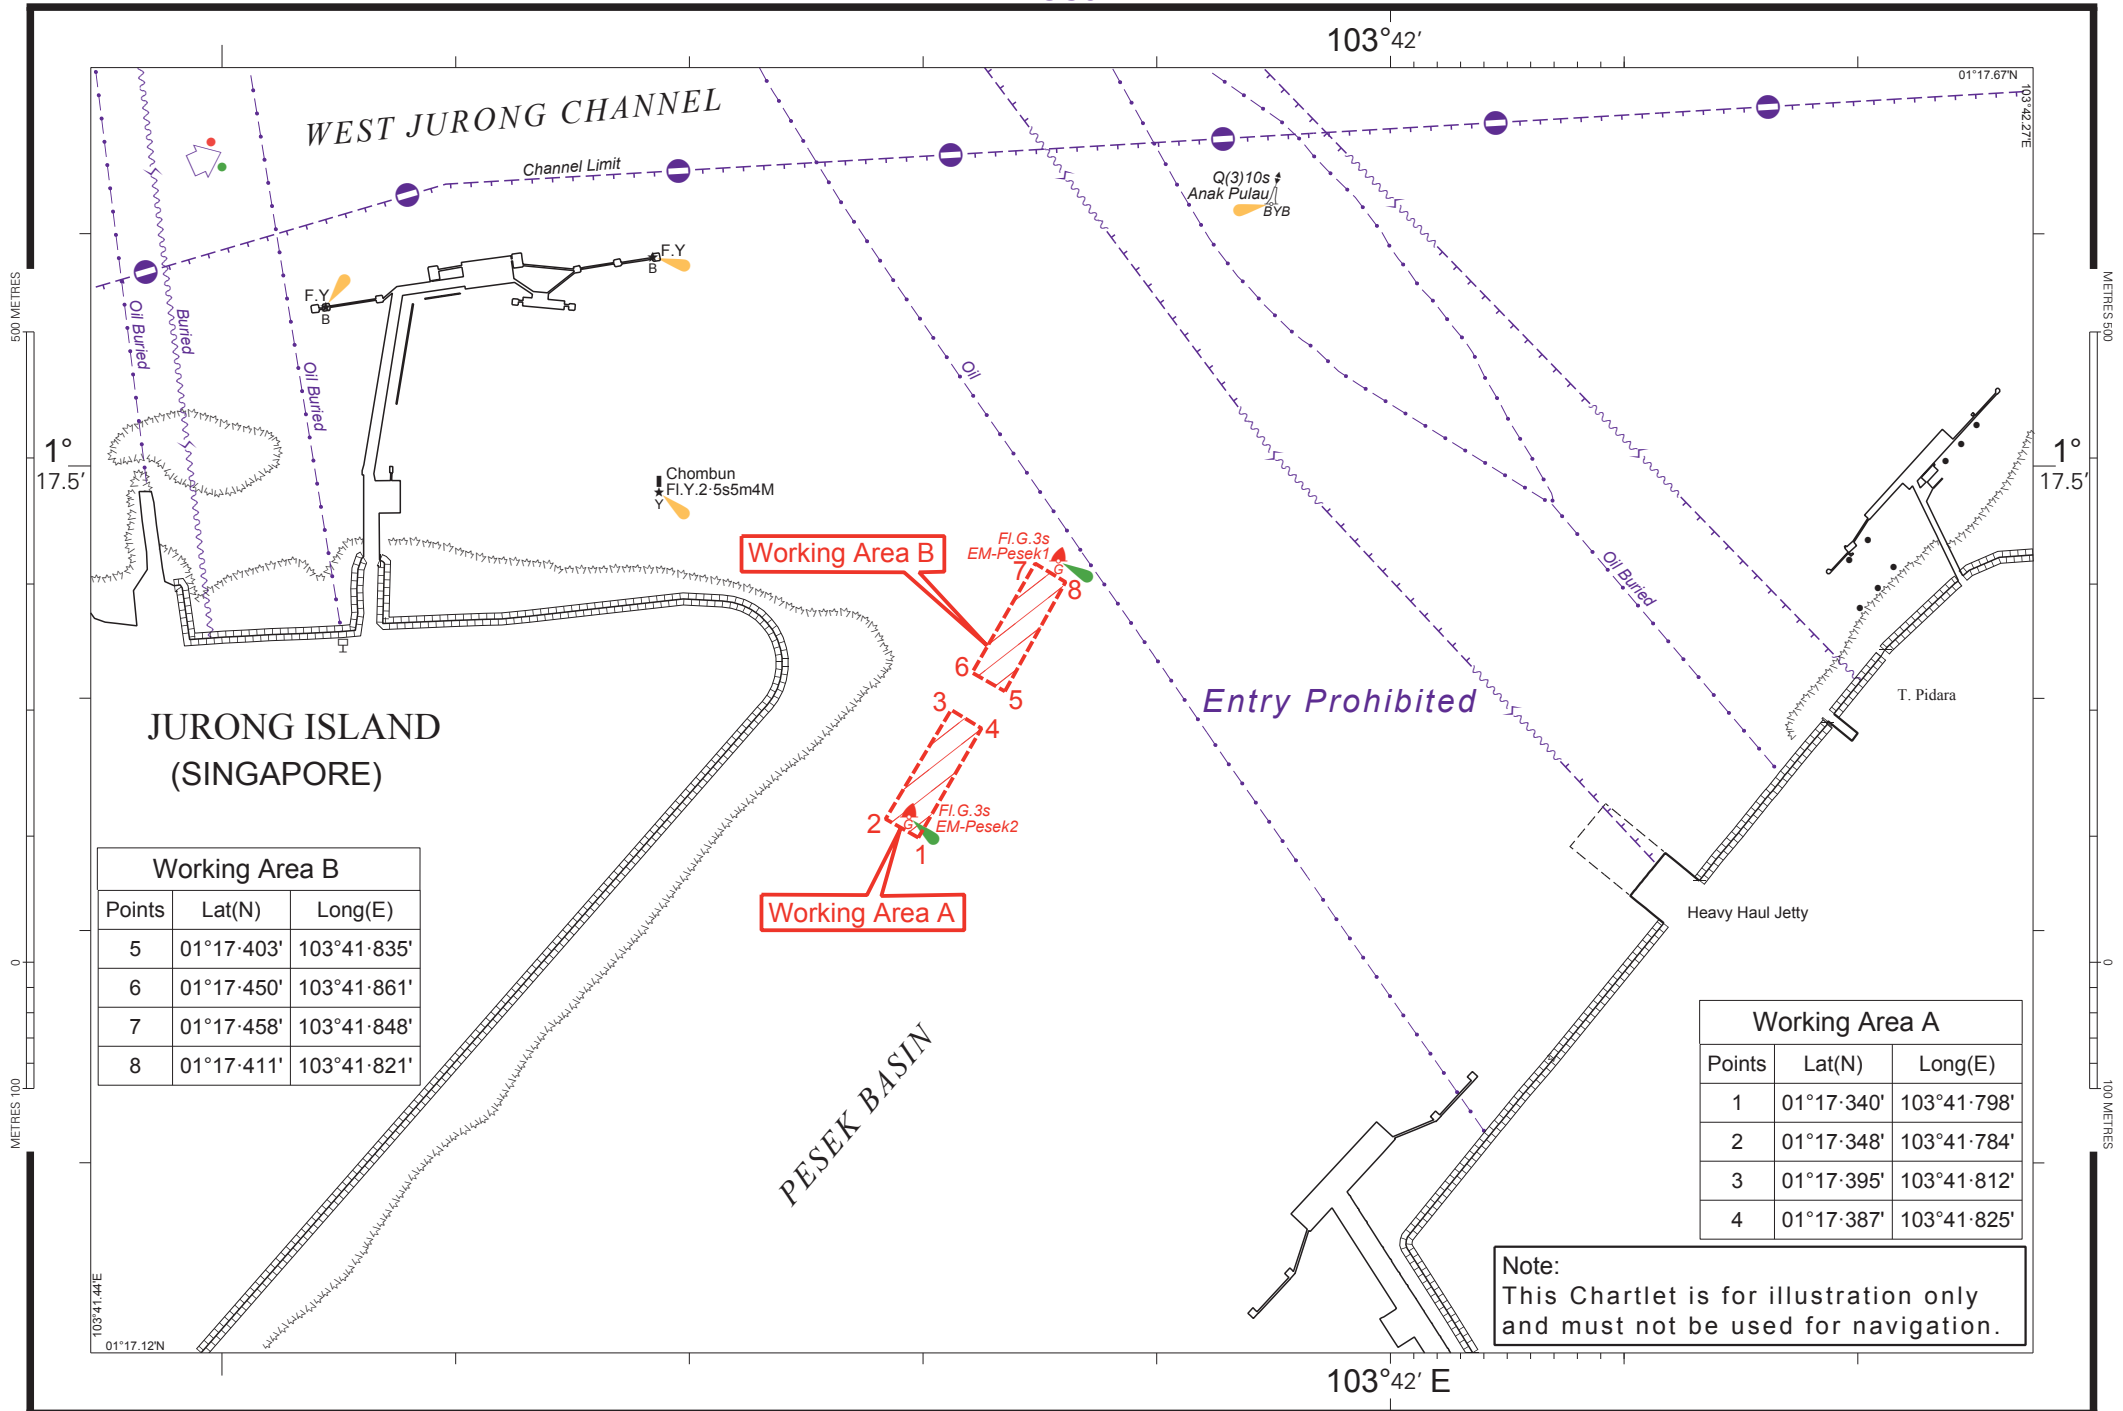 103°42′
01°17.67'N
103°42.27'E
WEST JURONG CHANNEL
Channel Limit
Q(3)10s
Anak Pulau
BYB
F.Y
B
F.Y
B
500 METRES
METRES 500
Oil Buried
Buried
Oil Buried
Oil
1°
17.5′
1°
17.5′
Chombun
Fl.Y.2·5s5m4M
Y
Working Area B
Fl.G.3s
EM-Pesek1
G
7
8
6
5
Oil Buried
Entry Prohibited
T. Pidara
3
4
JURONG ISLAND
(SINGAPORE)
Fl.G.3s
EM-Pesek2
G
2
1
Working Area A
Heavy Haul Jetty
Working Area B
Points Lat(N) Long(E)
5 01°17·403' 103°41·835'
6 01°17·450' 103°41·861'
7 01°17·458' 103°41·848'
8 01°17·411' 103°41·821'
0
0
METRES 100
100 METRES
PESEK BASIN
Working Area A
Points Lat(N) Long(E)
1 01°17·340' 103°41·798'
2 01°17·348' 103°41·784'
3 01°17·395' 103°41·812'
4 01°17·387' 103°41·825'
Note:
This Chartlet is for illustration only
and must not be used for navigation.
103°41.44'E
01°17.12'N
103°42′ E